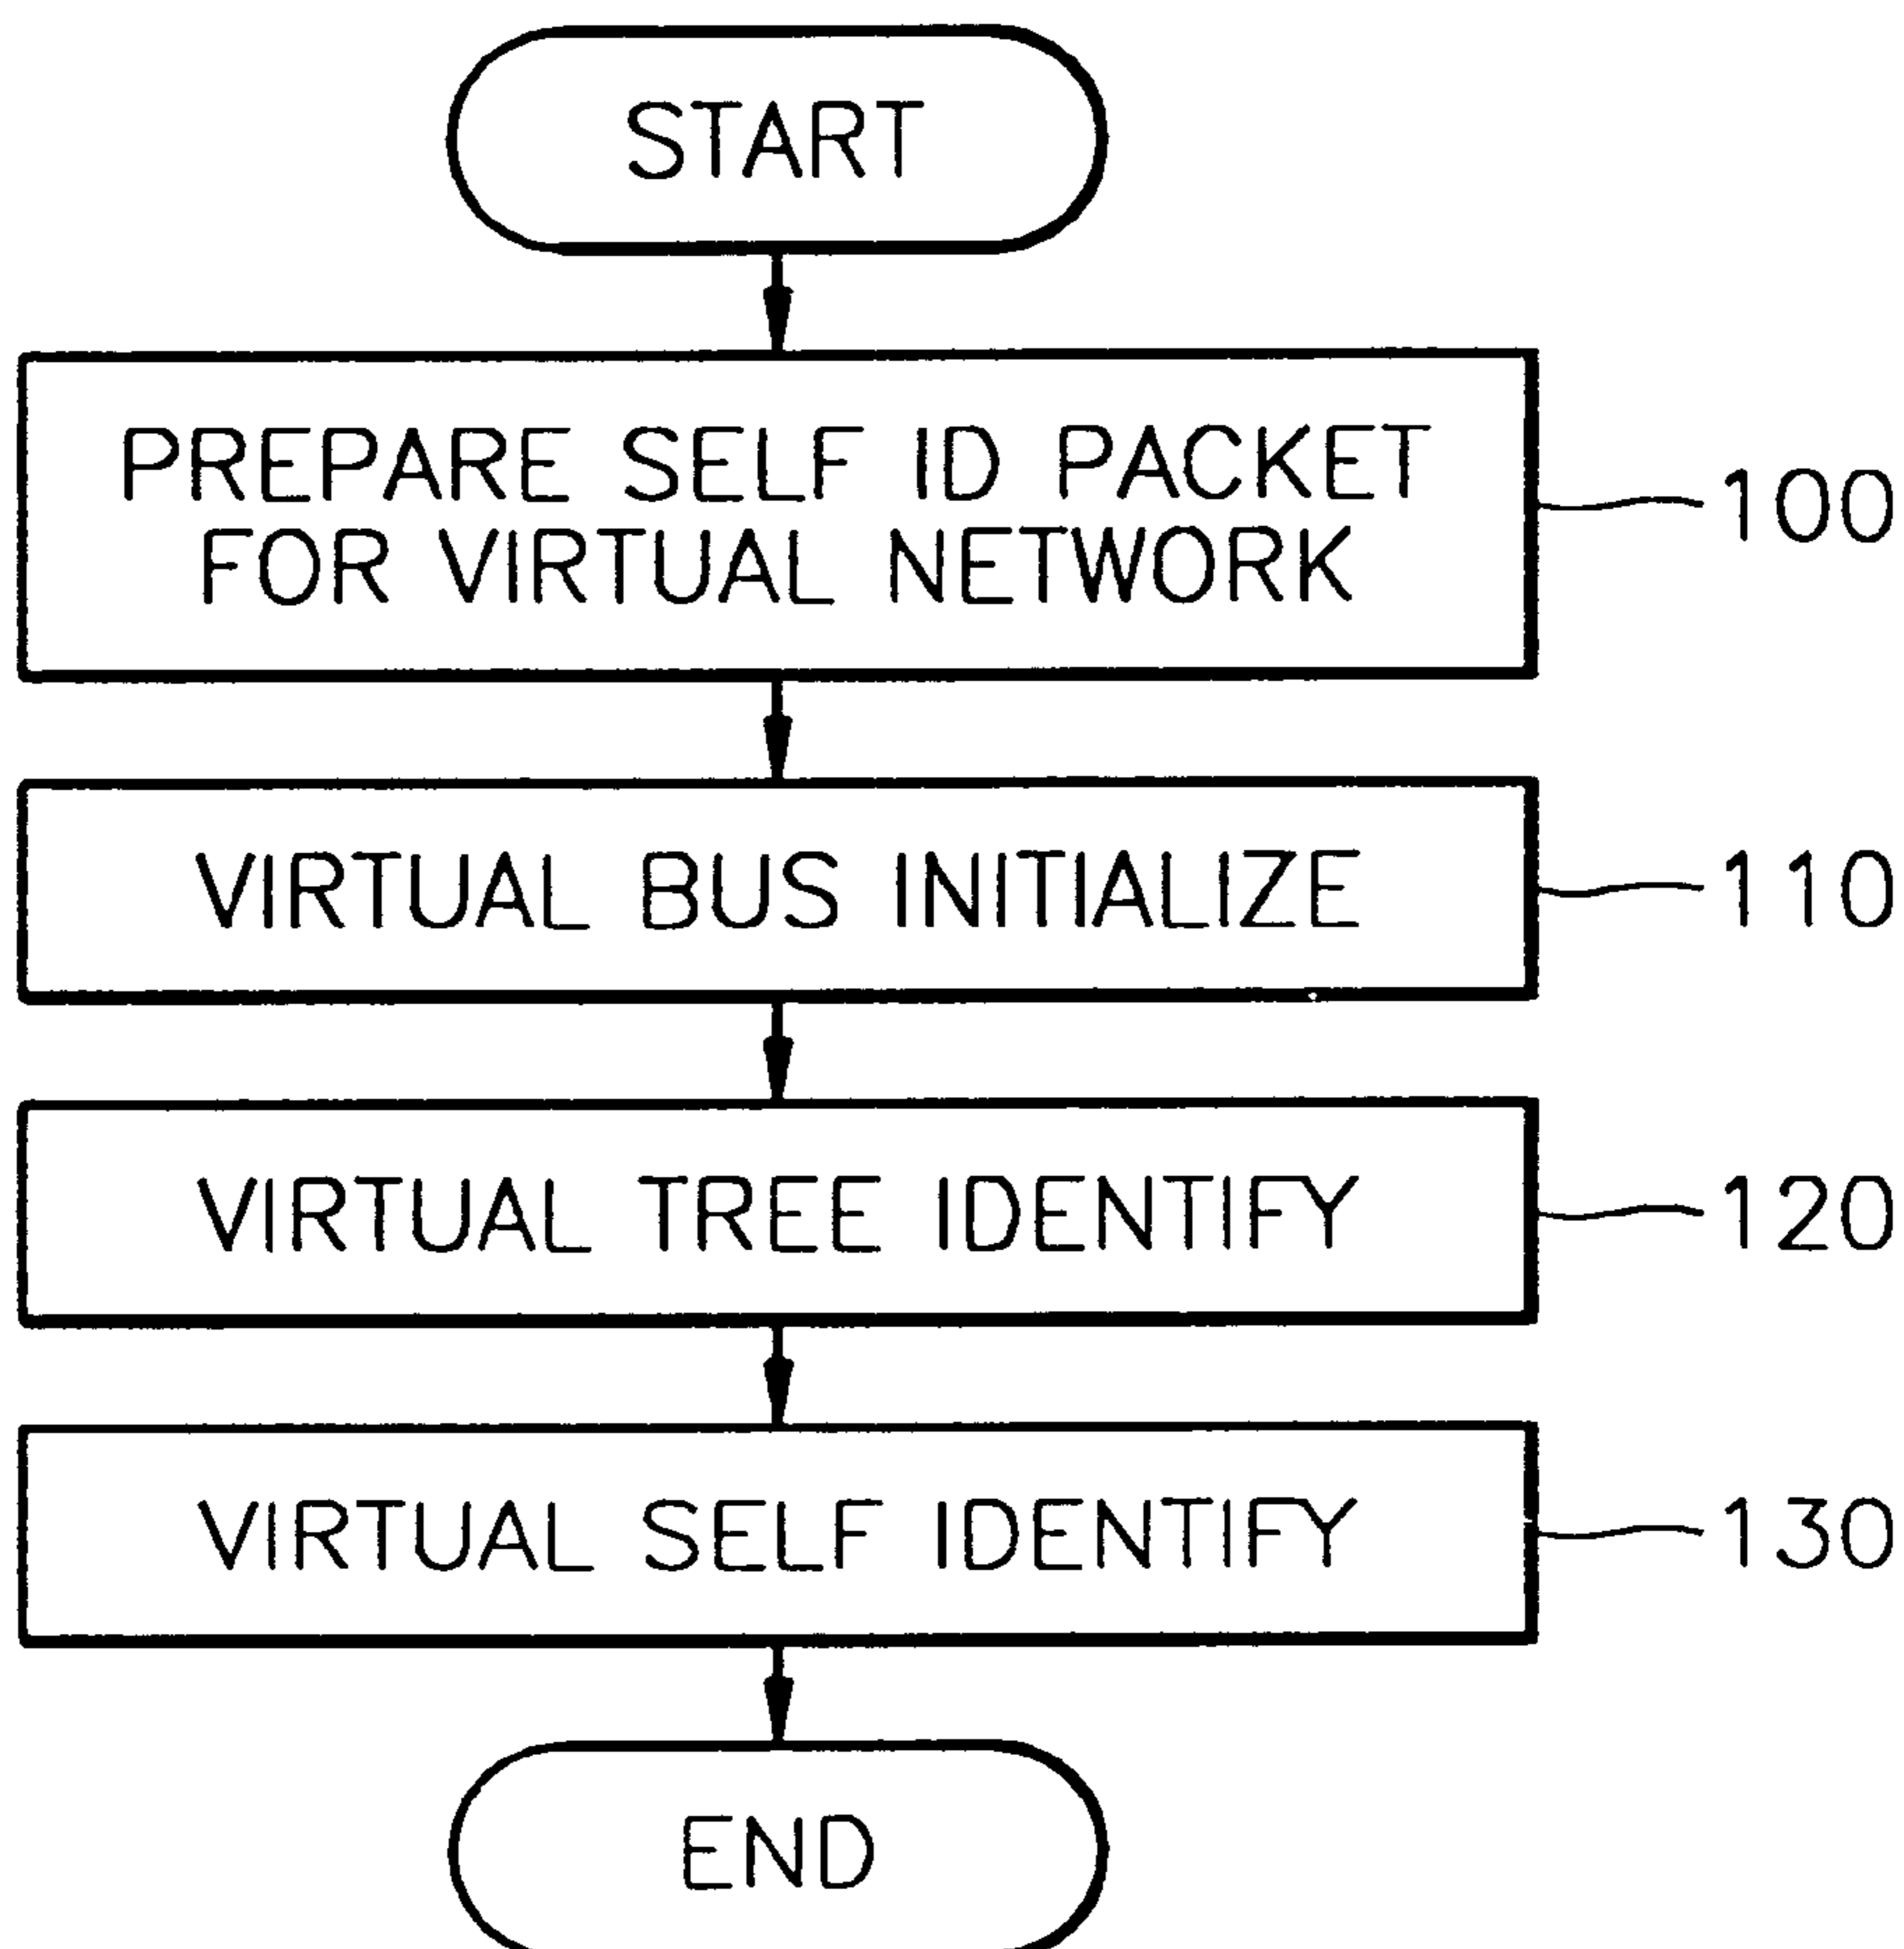 START
PREPARE SELF ID PACKET
FOR VIRTUAL NETWORK
100
VIRTUAL BUS INITIALIZE
110
VIRTUAL TREE IDENTIFY
120
VIRTUAL SELF IDENTIFY
130
END